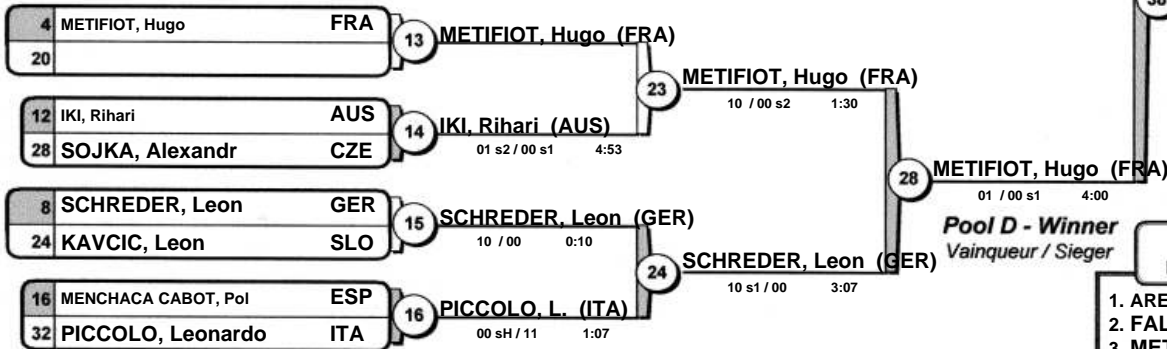 4 METIFIOT, Hugo FRA
20
13 METIFIOT, Hugo (FRA)
12 IKI, Rihari AUS
28 SOJKA, Alexandr CZE
14 IKI, Rihari (AUS)
01 s2 / 00 s1 4:53
23 METIFIOT, Hugo (FRA)
10 / 00 s2 1:30
8 SCHREDER, Leon GER
24 KAVCIC, Leon SLO
15 SCHREDER, Leon (GER)
10 / 00 0:10
16 MENCHACA CABOT, Pol ESP
32 PICCOLO, Leonardo ITA
16 PICCOLO, L. (ITA)
00 sH / 11 1:07
24 SCHREDER, Leon (GER)
10 s1 / 00 3:07
28 METIFIOT, Hugo (FRA)
01 / 00 s1 4:00
Pool D - Winner
Vainqueur / Sieger
1. ARE
2. FAL
3. MET